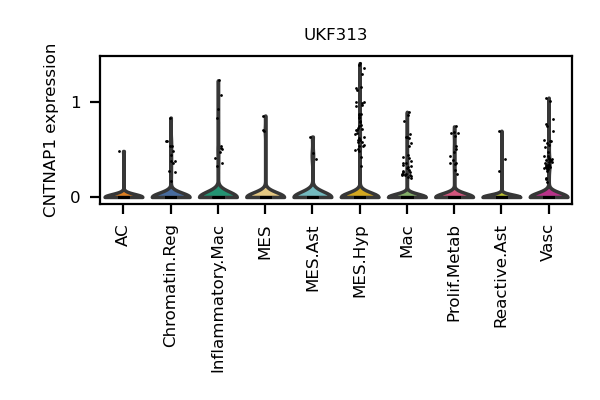 UKF313
CNTNAP1 expression
1
0
AC
Chromatin.Reg
Inflammatory.Mac
MES
MES.Ast
MES.Hyp
Mac
Prolif.Metab
Reactive.Ast
Vasc